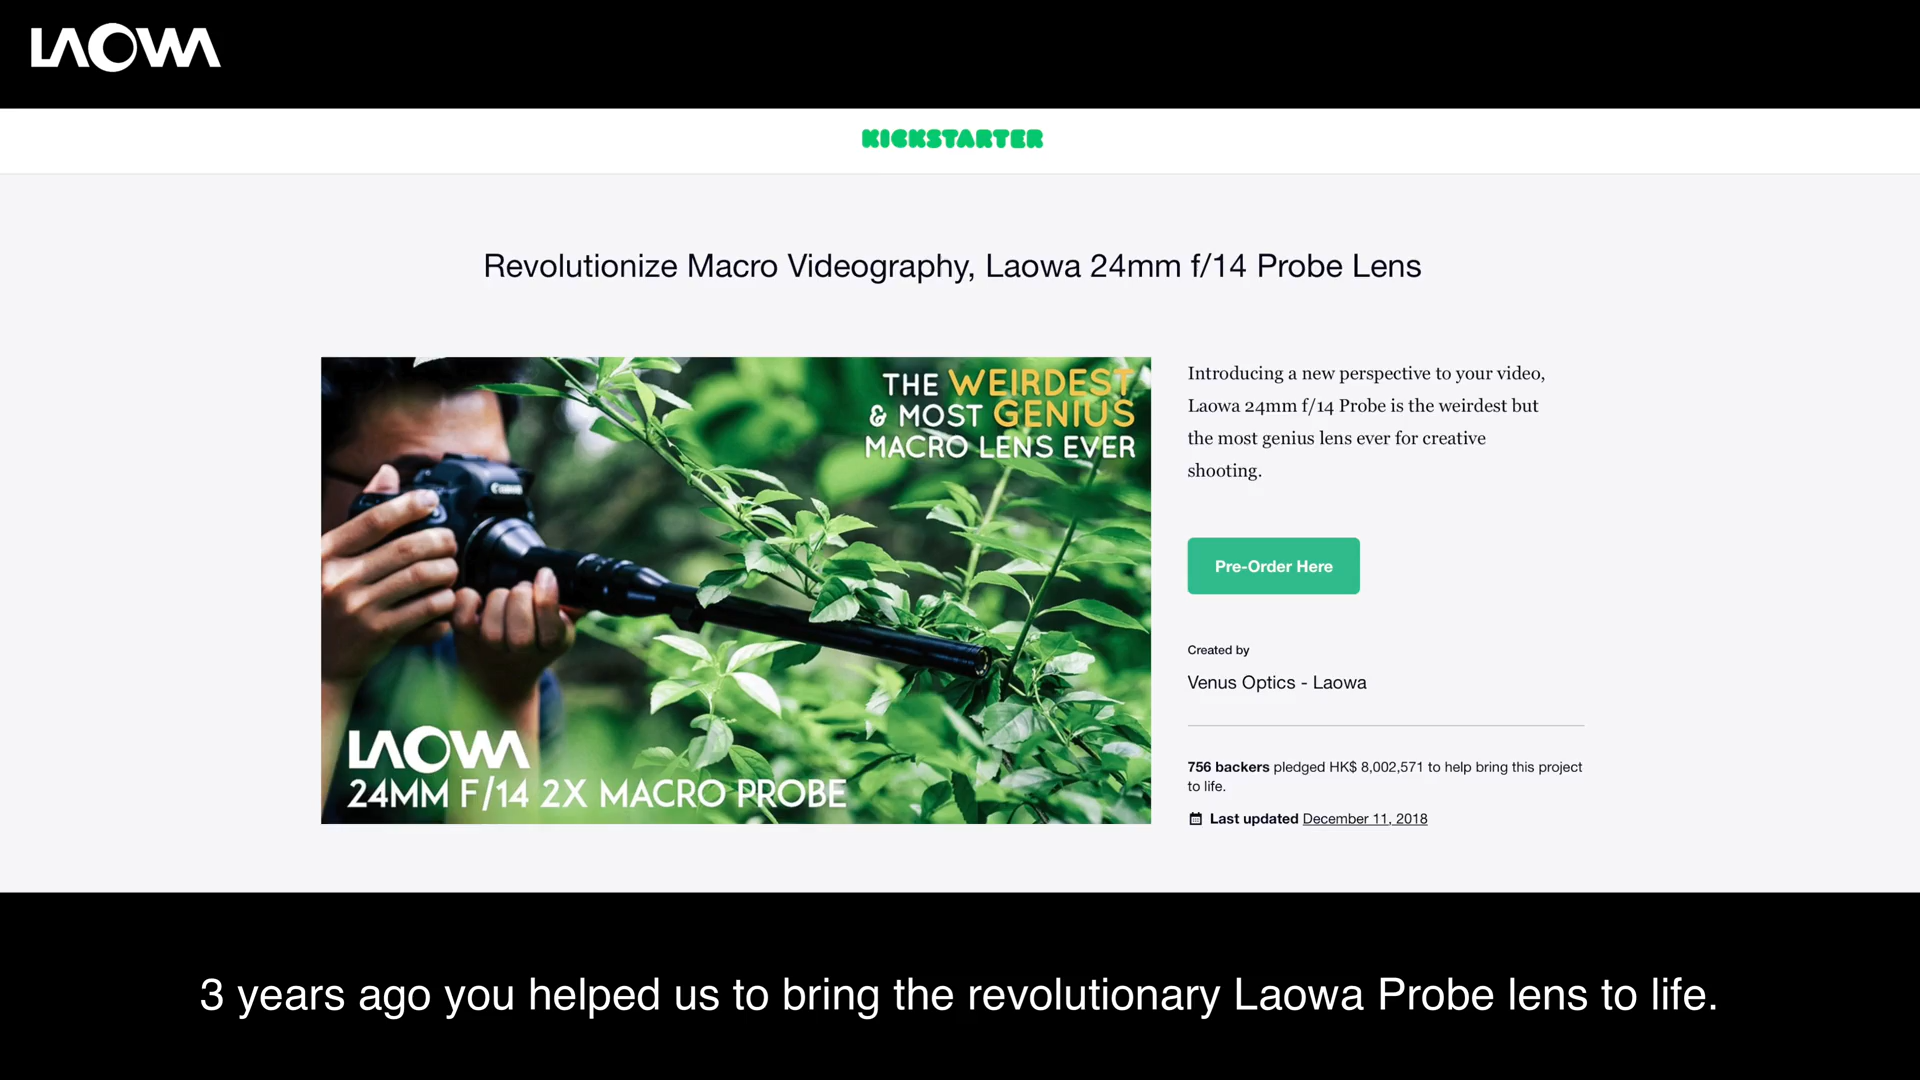 LAOWA
KICKSTARTER
Revolutionize Macro Videography, Laowa 24mm f/14 Probe Lens
THE WEIRDEST
& MOST GENIUS
MACRO LENS EVER
Canon
LAOWA
24MM F/14 2X MACRO PROBE
Introducing a new perspective to your video,
Laowa 24mm f/14 Probe is the weirdest but
the most genius lens ever for creative
shooting.
Pre-Order Here
Created by
Venus Optics - Laowa
756 backers pledged HK$ 8,002,571 to help bring this project
to life.
Last updated December 11, 2018
3 years ago you helped us to bring the revolutionary Laowa Probe lens to life.